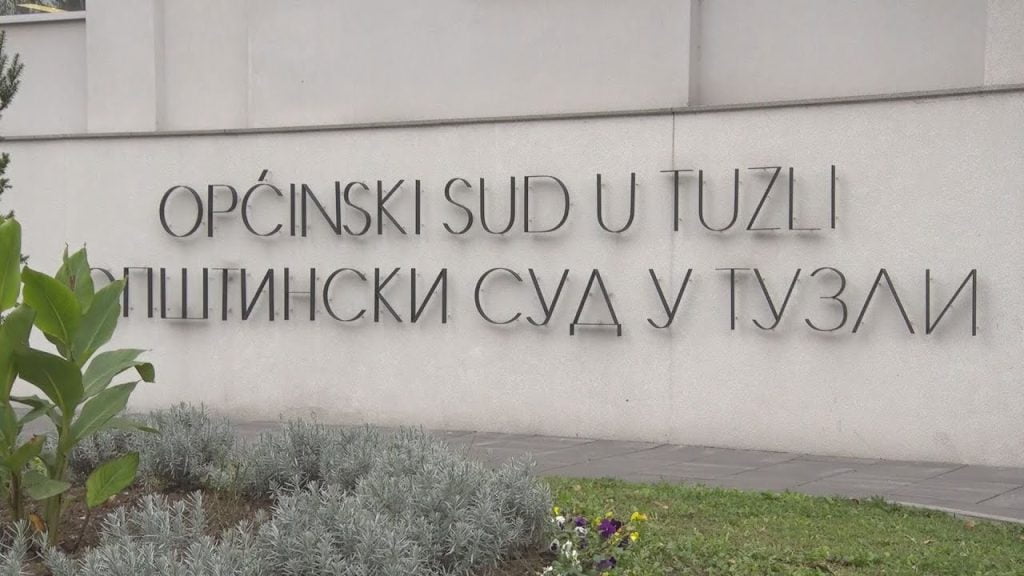 OPĆINSKI SUD U TUZLI
ОПШТИНСКИ СУД У ТУЗЛИ